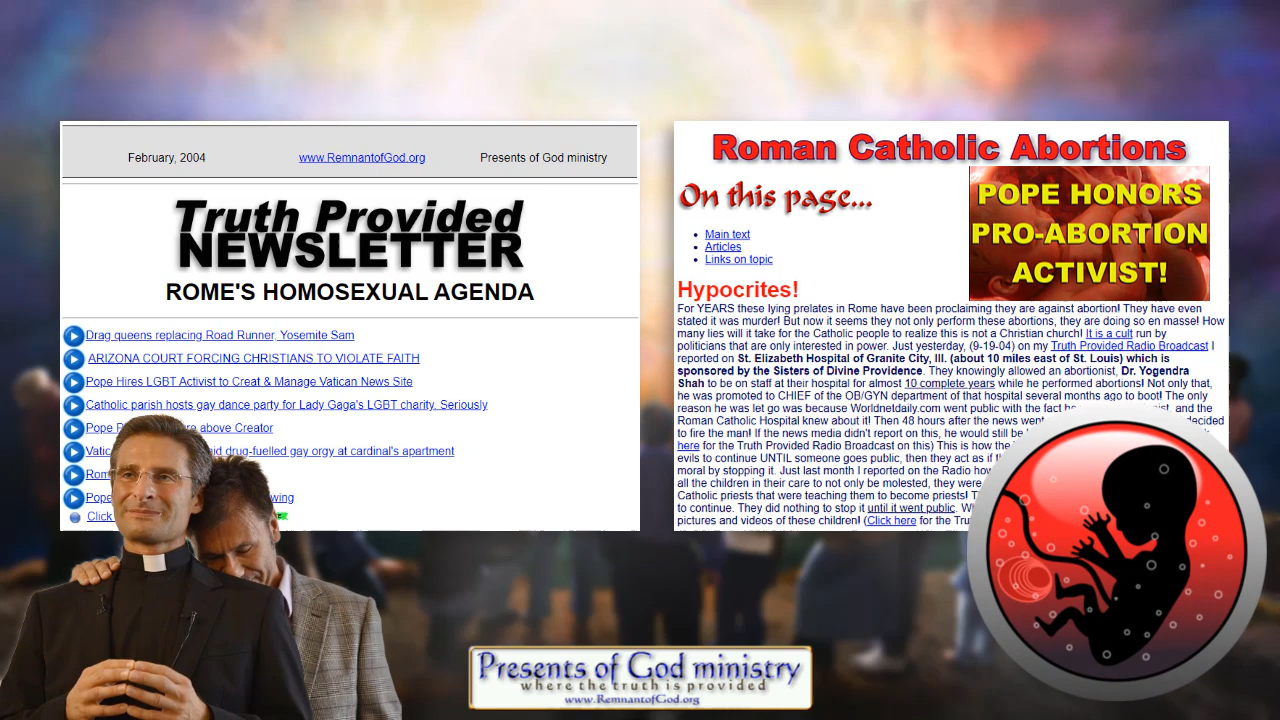 February, 2004
www.RemnantofGod.org
Presents of God ministry
Truth Provided
NEWSLETTER
ROME'S HOMOSEXUAL AGENDA
Drag queens replacing Road Runner, Yosemite Sam
ARIZONA COURT FORCING CHRISTIANS TO VIOLATE FAITH
Pope Hires LGBT Activist to Creat & Manage Vatican News Site
Catholic parish hosts gay dance party for Lady Gaga's LGBT charity. Seriously
Pope above Creator
drug-fuelled gay orgy at cardinal's apartment
Pope
Click
Roman Catholic Abortions
On this page...
Main text
Articles
Links on topic
POPE HONORS
PRO-ABORTION
ACTIVIST!
Hypocrites!
For YEARS these lying prelates in Rome have been proclaiming they are against abortion! They have even
stated it was murder! But now it seems they not only perform these abortions, they are doing so en masse! How
many lies will it take for the Catholic people to realize this is not a Christian church! It is a cult run by
politicians that are only interested in power. Just yesterday, (9-19-04) on my Truth Provided Radio Broadcast I
reported on St. Elizabeth Hospital of Granite City, Ill. (about 10 miles east of St. Louis) which is
sponsored by the Sisters of Divine Providence. They knowingly allowed an abortionist, Dr. Yogendra
Shah to be on staff at their hospital for almost 10 complete years while he performed abortions! Not only that,
he was promoted to CHIEF of the OB/GYN department of that hospital several months ago to boot! The only
reason he was let go was because Worldnetdaily.com went public with the fact and the
Roman Catholic Hospital knew about it! Then 48 hours after the news went decided
to fire the man! If the news media didn't report on this, he would still be
here for the Truth Provided Radio Broadcast on this) This is how the
evils to continue UNTIL someone goes public, then they act as if
moral by stopping it. Just last month I reported on the Radio how
all the children in their care to not only be molested, they were
Catholic priests that were teaching them to become priests!
to continue. They did nothing to stop it until it went public.
pictures and videos of these children! (Click here for the
Presents of God ministry
where the truth is provided
www.RemnantofGod.org